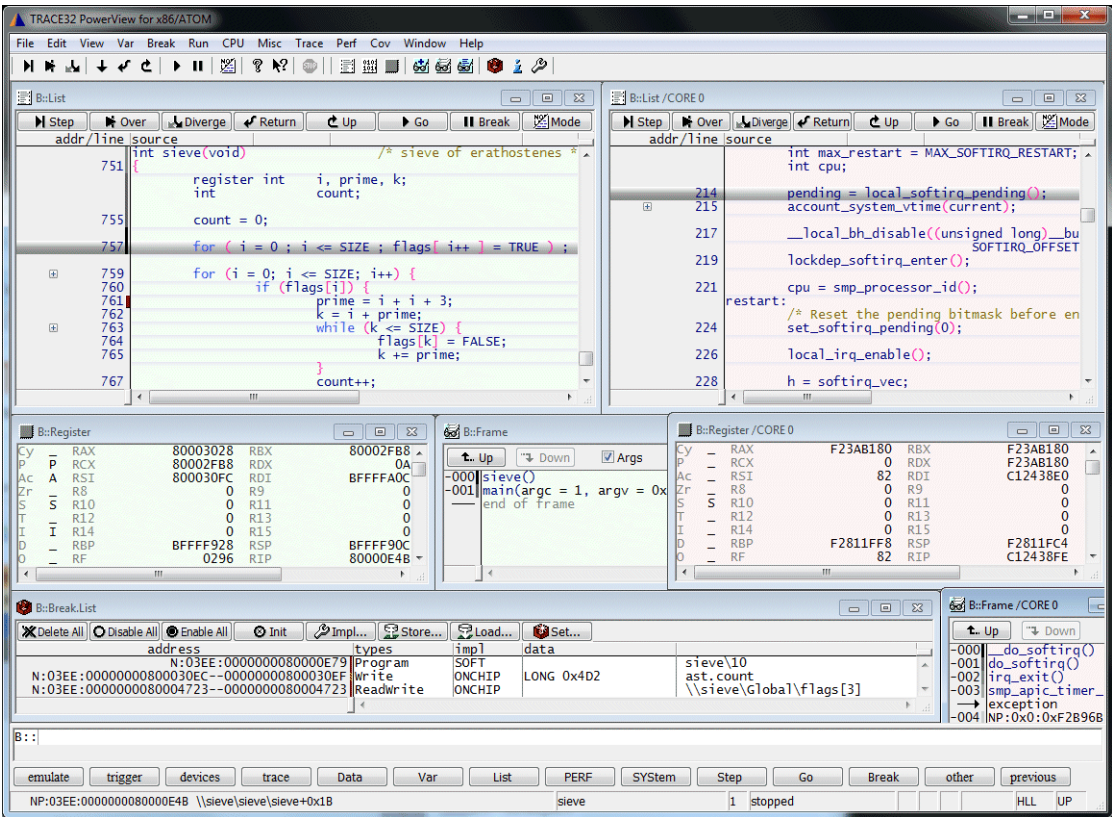 TRACE32 PowerView for x86/ATOM
File Edit View Var Break Run CPU Misc Trace Perf Cov Window Help
B::List
Step Over Diverge Return Up Go Break Mode
addr/line source
int sieve(void) /* sieve of erathostenes *
751 {
register int i, prime, k;
int count;
755 count = 0;
757 for ( i = 0 ; i <= SIZE ; flags[ i++ ] = TRUE ) ;
759 for (i = 0; i <= SIZE; i++) {
760 if (flags[i]) {
761 prime = i + i + 3;
762 k = i + prime;
763 while (k <= SIZE) {
764 flags[k] = FALSE;
765 k += prime;
}
767 count++;
B::List /CORE 0
Step Over Diverge Return Up Go Break Mode
addr/line source
int max_restart = MAX_SOFTIRQ_RESTART;
int cpu;
214 pending = local_softirq_pending();
215 account_system_vtime(current);
217 __local_bh_disable((unsigned long)__bu
SOFTIRQ_OFFSET
219 lockdep_softirq_enter();
221 cpu = smp_processor_id();
restart:
/* Reset the pending bitmask before en
224 set_softirq_pending(0);
226 local_irq_enable();
228 h = softirq_vec;
B::Register
Cy _ RAX 80003028 RBX 80002FB8
P P RCX 80002FB8 RDX 0A
Ac A RSI 800030FC RDI BFFFFA0C
Zr _ R8 0 R9 0
S S R10 0 R11 0
T _ R12 0 R13 0
I I R14 0 R15 0
D _ RBP BFFFF928 RSP BFFFF90C
O _ RF 0296 RIP 80000E4B
B::Frame
Up Down Args
-000 sieve()
-001 main(argc = 1, argv = 0x
end of frame
B::Register /CORE 0
Cy _ RAX F23AB180 RBX F23AB180
P _ RCX 0 RDX F23AB180
Ac _ RSI 82 RDI C12438E0
Zr _ R8 0 R9 0
S S R10 0 R11 0
T _ R12 0 R13 0
I _ R14 0 R15 0
D _ RBP F2811FF8 RSP F2811FC4
O _ RF 82 RIP C12438FE
B::Break.List
Delete All Disable All Enable All Init Impl... Store... Load... Set...
address types impl data
N:03EE:0000000080000E79 Program SOFT sieve\10
N:03EE:00000000800030EC--00000000800030EF Write ONCHIP LONG 0x4D2 ast.count
N:03EE:0000000080004723--0000000080004723 ReadWrite ONCHIP \\sieve\Global\flags[3]
B::Frame /CORE 0
Up Down
-000 __do_softirq()
-001 do_softirq()
-002 irq_exit()
-003 smp_apic_timer_
exception
-004 NP:0x0:0xF2B96B
B::
emulate trigger devices trace Data Var List PERF SYStem Step Go Break other previous
NP:03EE:0000000080000E4B \\sieve\sieve\sieve+0x1B sieve 1 stopped HLL UP